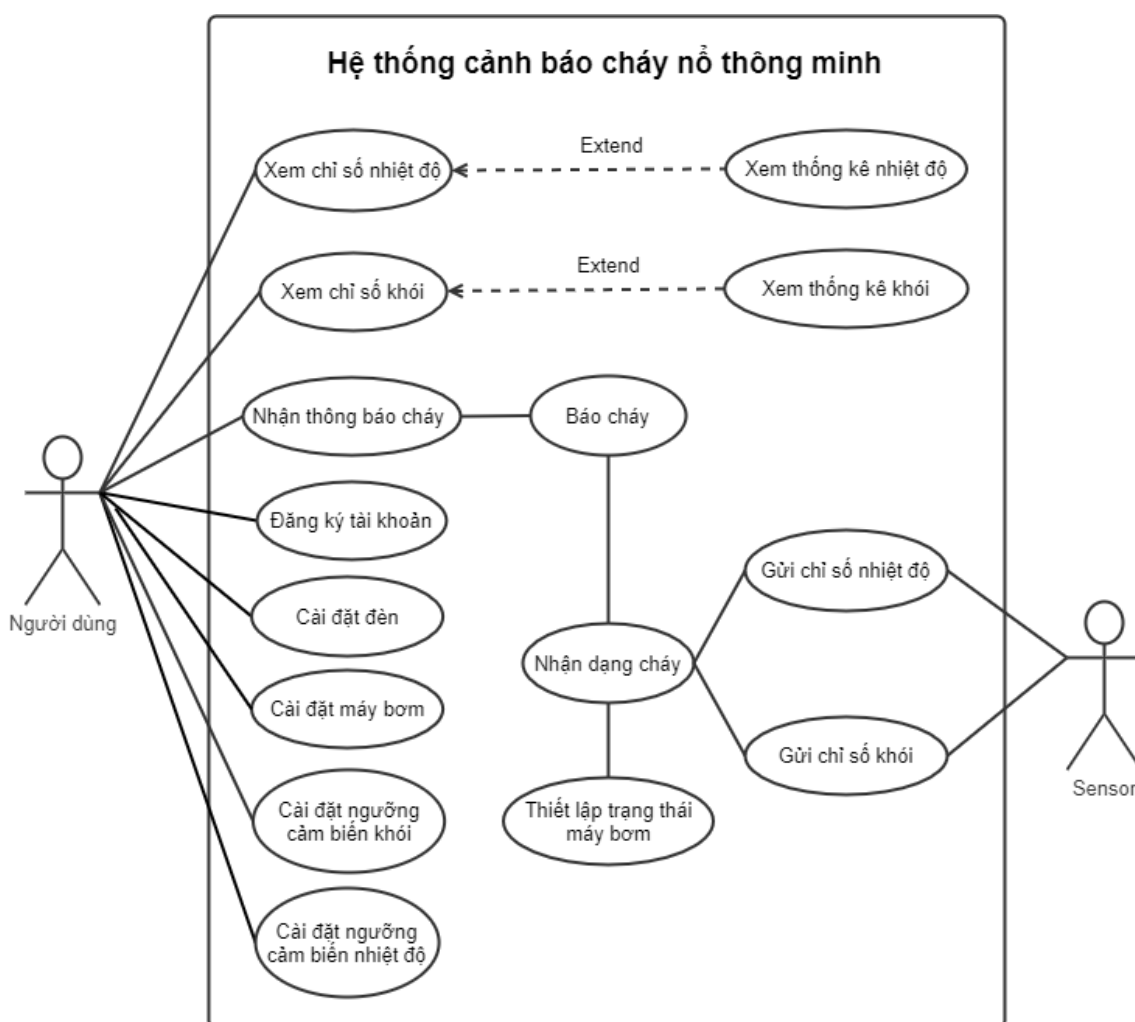 Hệ thống cảnh báo cháy nổ thông minh
Xem chỉ số nhiệt độ
Extend
Xem thống kê nhiệt độ
Xem chỉ số khói
Extend
Xem thống kê khói
Nhận thông báo cháy
Báo cháy
Đăng ký tài khoản
Gửi chỉ số nhiệt độ
Người dùng
Cài đặt đèn
Nhận dạng cháy
Cài đặt máy bơm
Gửi chỉ số khói
Sensor
Cài đặt ngưỡng
cảm biến khói
Thiết lập trạng thái
máy bơm
Cài đặt ngưỡng
cảm biến nhiệt độ